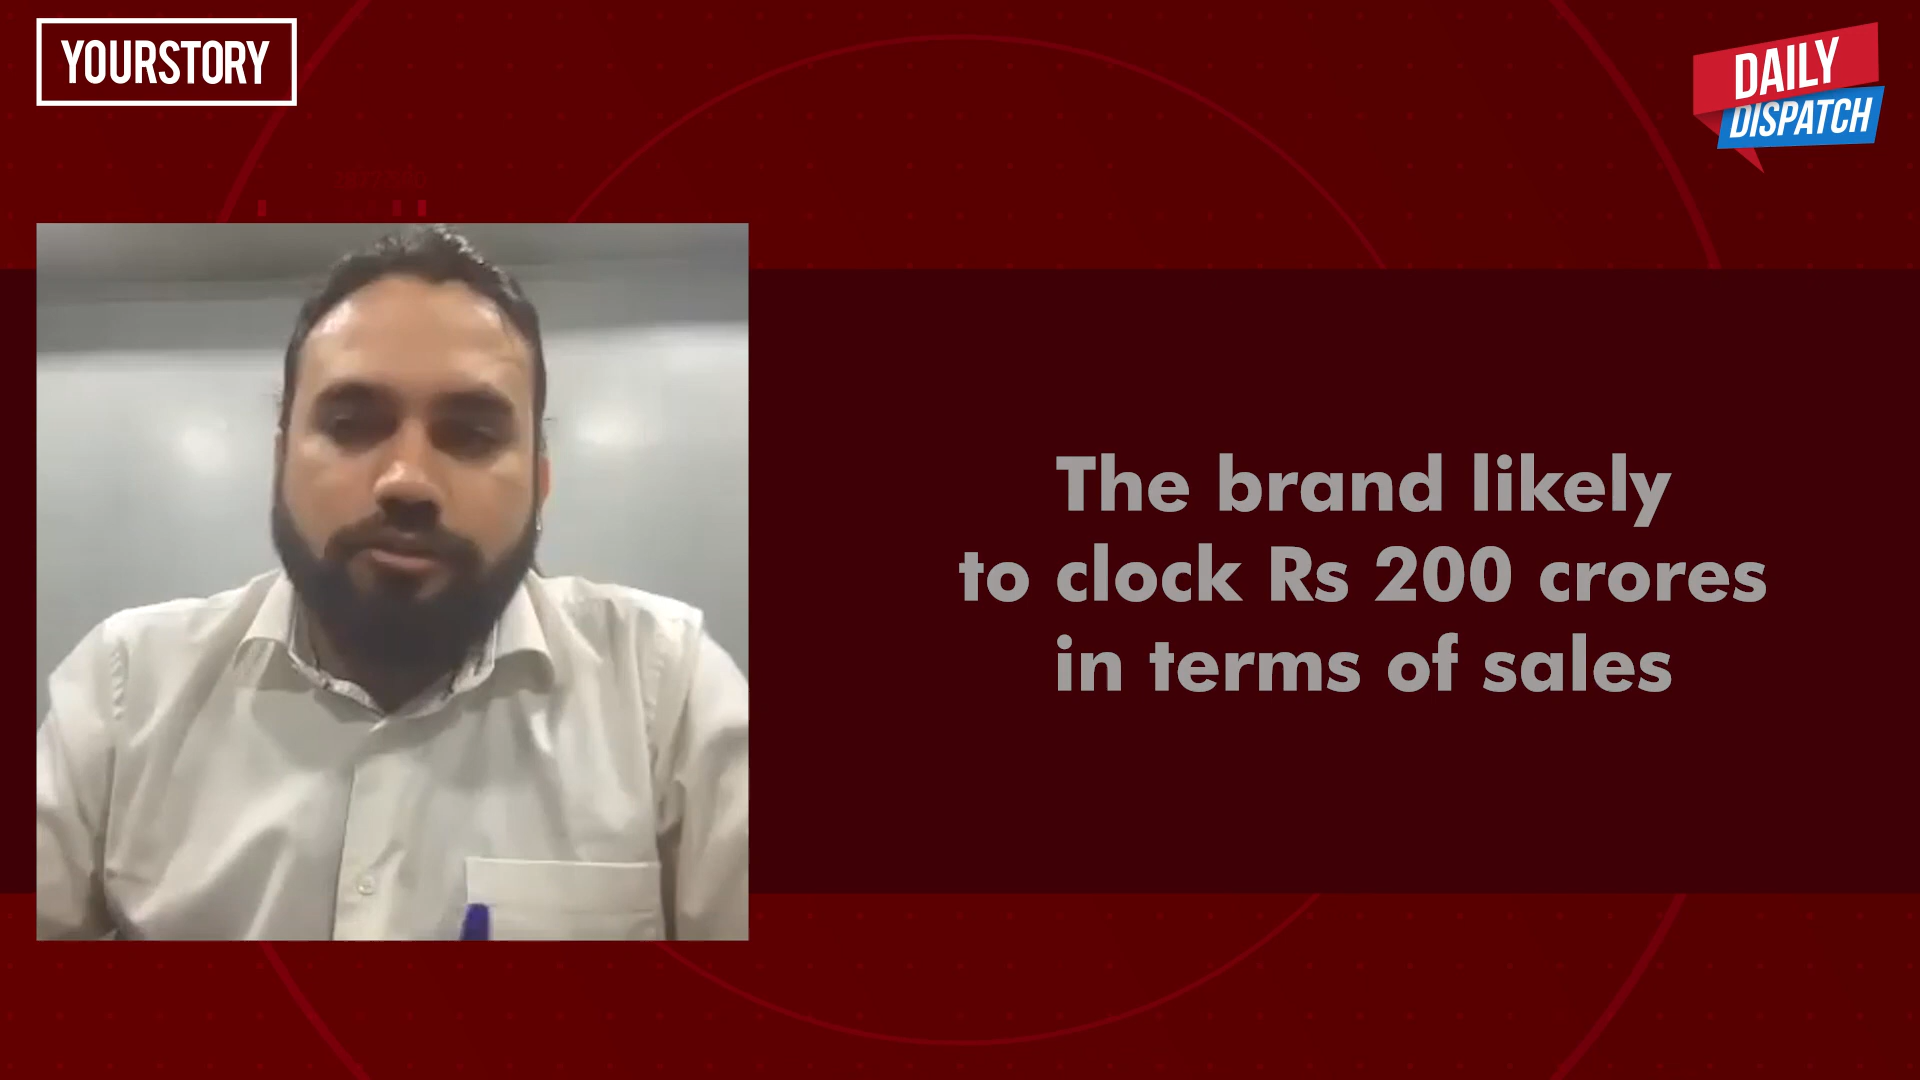 YOURSTORY
DAILY
DISPATCH
The brand likely
to clock Rs 200 crores
in terms of sales